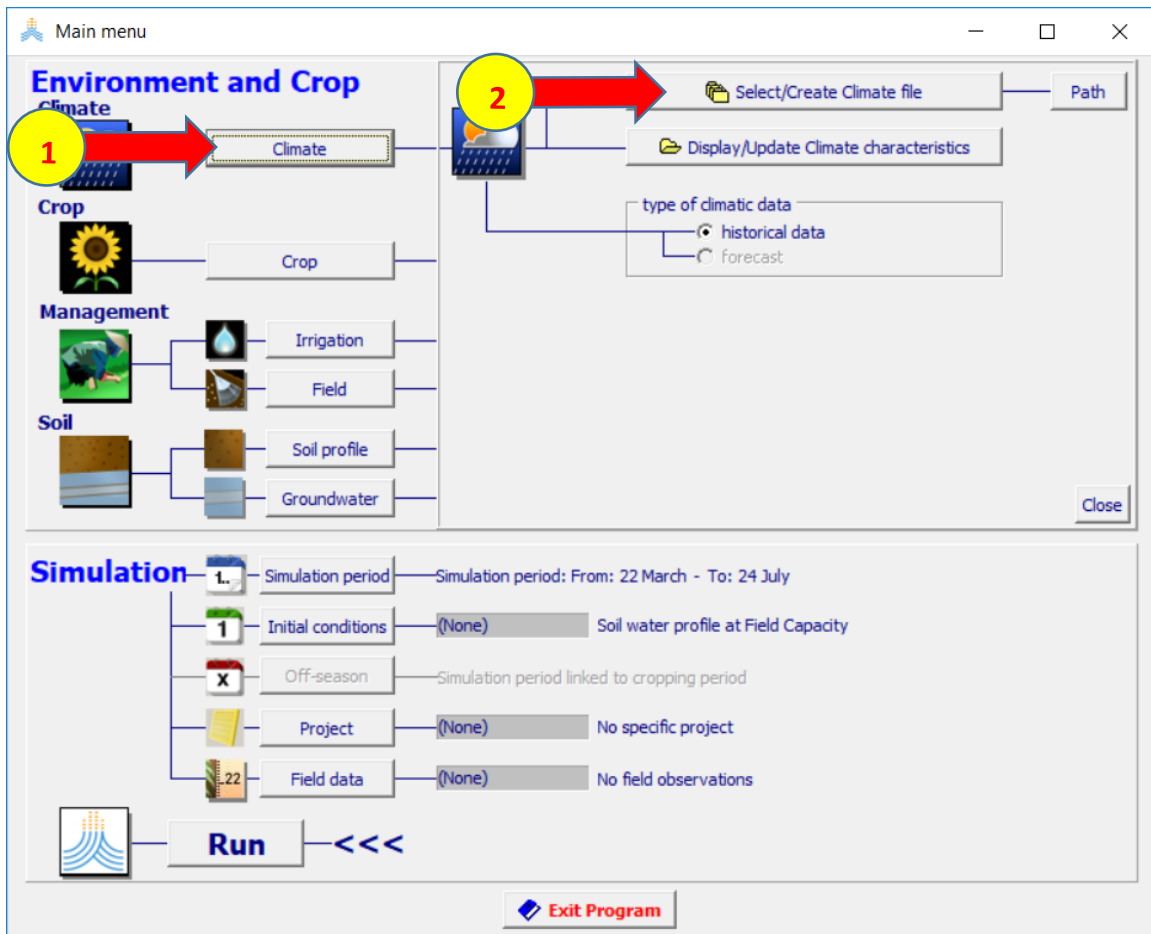 Main menu
Environment and Crop
Climate
1
Climate
2
Select/Create Climate file
Path
Display/Update Climate characteristics
type of climatic data
historical data
forecast
Crop
Crop
Management
Irrigation
Field
Soil
Soil profile
Groundwater
Close
Simulation
1..
Simulation period
Simulation period: From: 22 March - To: 24 July
1
Initial conditions
(None)
Soil water profile at Field Capacity
X
Off-season
Simulation period linked to cropping period
Project
(None)
No specific project
..22
Field data
(None)
No field observations
Run
<<<
Exit Program